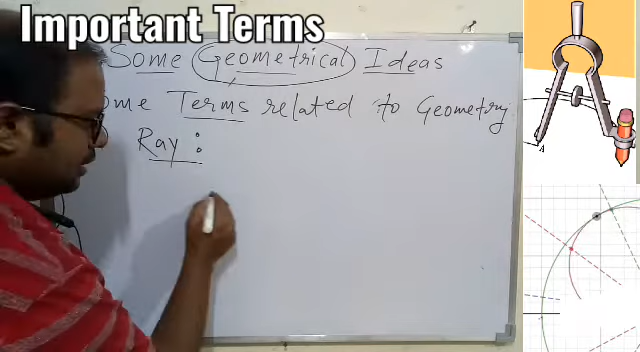 Important Terms
Some Geometrical Ideas
ome Terms related to Geometry
Ray :
A